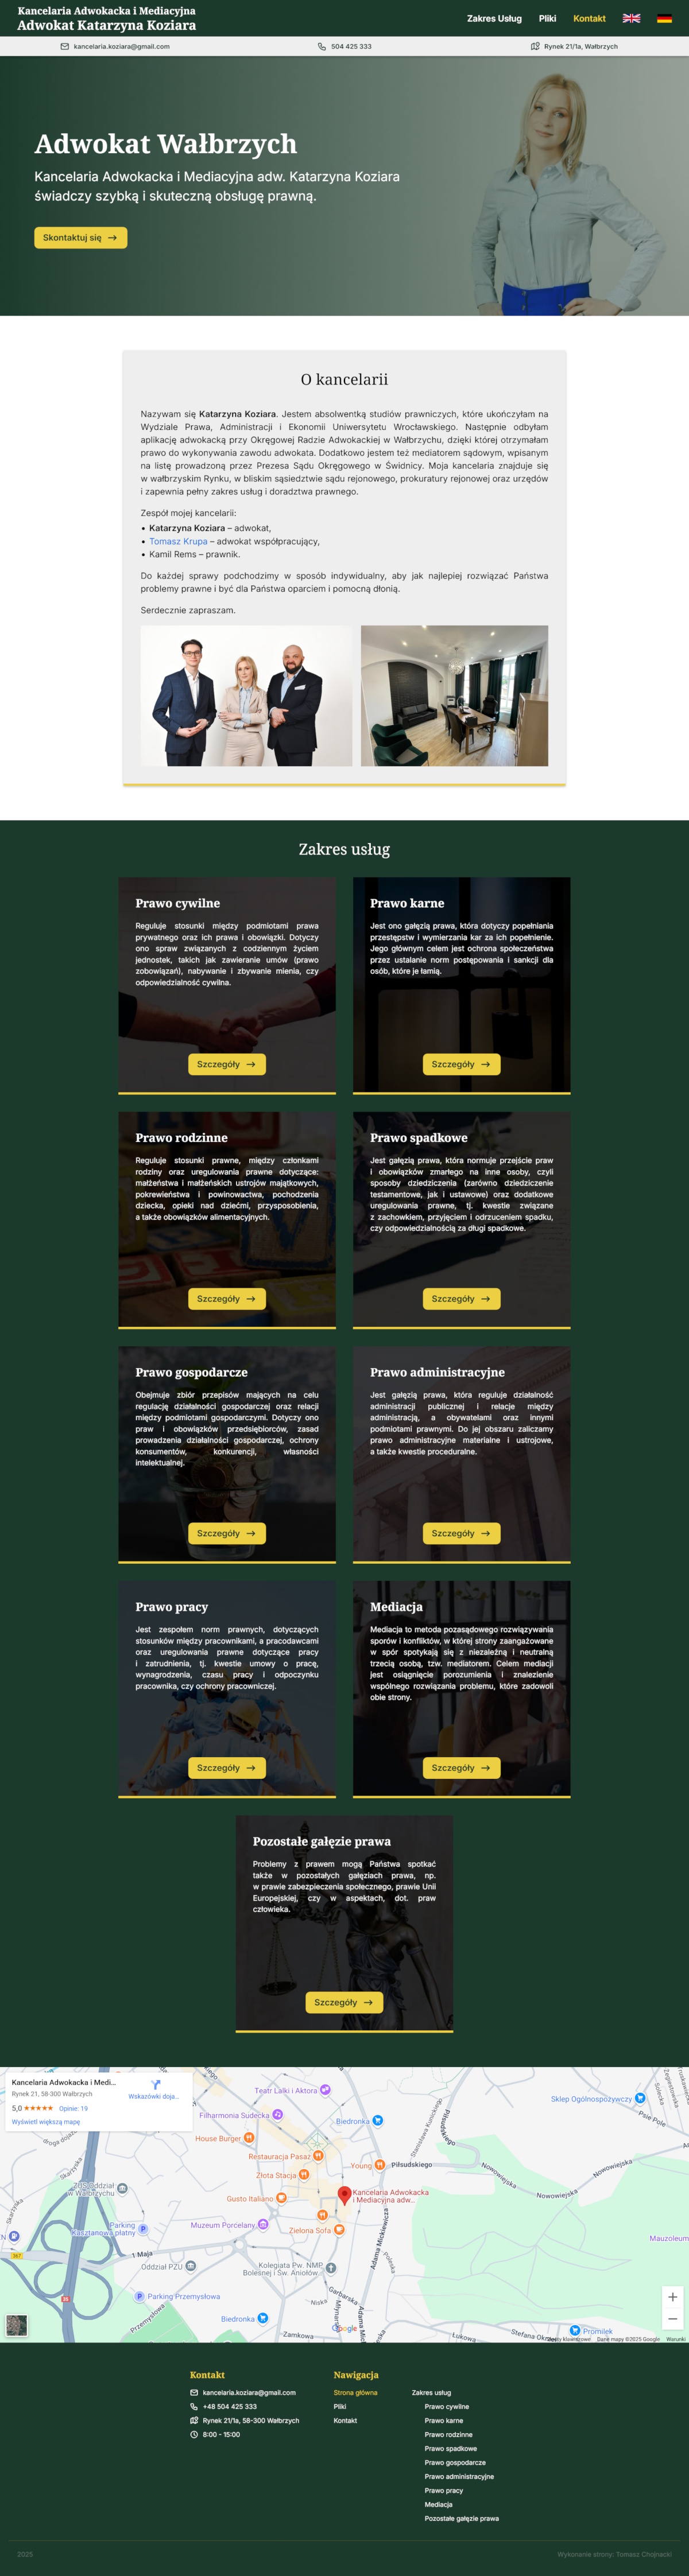 Kancelaria Adwokacka i Mediacyjna
Adwokat Katarzyna Koziara
Zakres Usług
Pliki
Kontakt
kancelaria.koziara@gmail.com
504 425 333
Rynek 21/1a, Wałbrzych
Adwokat Wałbrzych
Kancelaria Adwokacka i Mediacyjna adw. Katarzyna Koziara
świadczy szybką i skuteczną obsługę prawną.
Skontaktuj się
O kancelarii
Nazywam się Katarzyna Koziara. Jestem absolwentką studiów prawniczych, które ukończyłam na
Wydziale Prawa, Administracji i Ekonomii Uniwersytetu Wrocławskiego. Następnie odbyłam
aplikację adwokacką przy Okręgowej Radzie Adwokackiej w Wałbrzychu, dzięki której otrzymałam
prawo do wykonywania zawodu adwokata. Dodatkowo jestem też mediatorem sądowym, wpisanym
na listę prowadzoną przez Prezesa Sądu Okręgowego w Świdnicy. Moja kancelaria znajduje się
w wałbrzyskim Rynku, w bliskim sąsiedztwie sądu rejonowego, prokuratury rejonowej oraz urzędów
i zapewnia pełny zakres usług i doradztwa prawnego.
Zespół mojej kancelarii:
• Katarzyna Koziara – adwokat,
• Tomasz Krupa – adwokat współpracujący,
• Kamil Rems – prawnik.
Do każdej sprawy podchodzimy w sposób indywidualny, aby jak najlepiej rozwiązać Państwa
problemy prawne i być dla Państwa oparciem i pomocną dłonią.
Serdecznie zapraszam.
Zakres usług
Prawo cywilne
Reguluje stosunki między podmiotami prawa
prywatnego oraz ich prawa i obowiązki. Dotyczy
ono spraw związanych z codziennym życiem
jednostek, takich jak zawieranie umów (prawo
zobowiązań), nabywanie i zbywanie mienia, czy
odpowiedzialność cywilna.
Szczegóły
Prawo karne
Jest ono gałęzią prawa, która dotyczy popełniania
przestępstw i wymierzania kar za ich popełnienie.
Jego głównym celem jest ochrona społeczeństwa
przez ustalanie norm postępowania i sankcji dla
osób, które je łamią.
Szczegóły
Prawo rodzinne
Reguluje stosunki prawne, między członkami
rodziny oraz uregulowania prawne dotyczące:
małżeństwa i małżeńskich ustrojów majątkowych,
pokrewieństwa i powinowactwa, pochodzenia
dziecka, opieki nad dziećmi, przysposobienia,
a także obowiązków alimentacyjnych.
Szczegóły
Prawo spadkowe
Jest gałęzią prawa, która normuje przejście praw
i obowiązków zmarłego na inne osoby, czyli
sposoby dziedziczenia (zarówno dziedziczenie
testamentowe, jak i ustawowe) oraz dodatkowe
uregulowania prawne, tj. kwestie związane
z zachowkiem, przyjęciem i odrzuceniem spadku,
czy odpowiedzialnością za długi spadkowe.
Szczegóły
Prawo gospodarcze
Obejmuje zbiór przepisów mających na celu
regulację działalności gospodarczej oraz relacji
między podmiotami gospodarczymi. Dotyczy ono
praw i obowiązków przedsiębiorców, zasad
prowadzenia działalności gospodarczej, ochrony
konsumentów, konkurencji, własności
intelektualnej.
Szczegóły
Prawo administracyjne
Jest gałęzią prawa, która reguluje działalność
administracji publicznej i relacje między
administracją, a obywatelami oraz innymi
podmiotami prawnymi. Do jej obszaru zaliczamy
prawo administracyjne materialne i ustrojowe,
a także kwestie proceduralne.
Szczegóły
Prawo pracy
Jest zespołem norm prawnych, dotyczących
stosunków między pracownikami, a pracodawcami
oraz uregulowania prawne dotyczące pracy
i zatrudnienia, tj. kwestie umowy o pracę,
wynagrodzenia, czasu pracy i odpoczynku
pracownika, czy ochrony pracowniczej.
Szczegóły
Mediacja
Mediacja to metoda pozasądowego rozwiązywania
sporów i konfliktów, w której strony zaangażowane
w spór spotykają się z niezależną i neutralną
trzecią osobą, tzw. mediatorem. Celem mediacji
jest osiągnięcie porozumienia i znalezienie
wspólnego rozwiązania problemu, które zadowoli
obie strony.
Szczegóły
Pozostałe gałęzie prawa
Problemy z prawem mogą Państwa spotkać
także w pozostałych gałęziach prawa, np.
w prawie zabezpieczenia społecznego, prawie Unii
Europejskiej, czy w aspektach, dot. praw
człowieka.
Szczegóły
Kancelaria Adwokacka i Medi...
Rynek 21, 58-300 Wałbrzych
5,0 ★★★★★ Opinie: 19
Wyświetl większą mapę
Wskazówki doja...
Teatr Lalki i Aktora
Filharmonia Sudecka
Biedronka
House Burger
Restauracja Pasaż
Young
Złota Stacja
Gusto Italiano
Kancelaria Adwokacka
i Mediacyjna adw...
Muzeum Porcelany
Zielona Sofa
Sklep Ogólnospożywczy
Psie Pole
Stanisława Kunickiego
Piłsudskiego
Piłsudskiego
Nowowiejska
Nowowiejska
Nowowiejska
Mauzoleum
droga dojazd
Skarżyska
Skarżyska
ZUS Oddział
w Wałbrzychu
Parking
Kasztanowa płatny
1 Maja
367
35
Oddział PZU
Kolegiata Pw. NMP
Bolesnej i Św. Aniołów
Parking Przemysłowa
Przemysłowa
Biedronka
Zamkowa
Niska
Garbarska
Młynarska
Adama Mickiewicza
Google
Łukowa
Promilek
Skróty klawiszowe
Dane mapy ©2025 Google
Warunki
Kontakt
kancelaria.koziara@gmail.com
+48 504 425 333
Rynek 21/1a, 58-300 Wałbrzych
8:00 - 15:00
Nawigacja
Strona główna
Pliki
Kontakt
Zakres usług
Prawo cywilne
Prawo karne
Prawo rodzinne
Prawo spadkowe
Prawo gospodarcze
Prawo administracyjne
Prawo pracy
Mediacja
Pozostałe gałęzie prawa
2025
Wykonanie strony: Tomasz Chojnacki